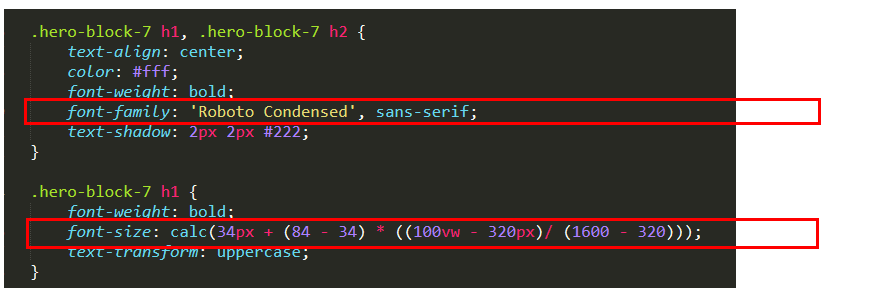 .hero-block-7 h1, .hero-block-7 h2 {
    text-align: center;
    color: #fff;
    font-weight: bold;
    font-family: 'Roboto Condensed', sans-serif;
    text-shadow: 2px 2px #222;
}
.hero-block-7 h1 {
    font-weight: bold;
    font-size: calc(34px + (84 - 34) * ((100vw - 320px)/ (1600 - 320)));
    text-transform: uppercase;
}